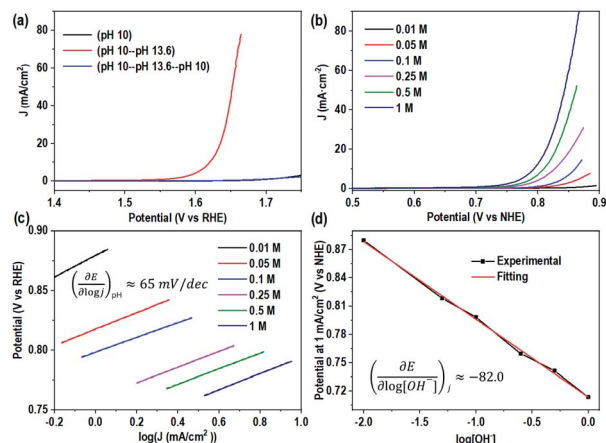 (a)
(pH 10)
(pH 10--pH 13.6)
(pH 10--pH 13.6--pH 10)
J (mA/cm²)
80
60
40
20
0
1.4 1.5 1.6 1.7
Potential (V vs RHE)
(b)
0.01 M
0.05 M
0.1 M
0.25 M
0.5 M
1 M
J (mA·cm⁻²)
80
60
40
20
0
0.5 0.6 0.7 0.8 0.9
Potential (V vs NHE)
(c)
0.01 M
0.05 M
0.1 M
0.25 M
0.5 M
1 M
(∂E/∂logj)pH ≈ 65 mV/dec
Potential (V vs RHE)
0.90
0.85
0.80
0.75
-0.2 0.0 0.2 0.4 0.6 0.8 1.0
log(J (mA/cm²))
(d)
Experimental
Fitting
(∂E/∂log[OH⁻])j ≈ −82.0
Potential at 1 mA/cm² (V vs NHE)
0.87
0.84
0.81
0.78
0.75
0.72
-2.0 -1.5 -1.0 -0.5 0.0
log[OH⁻]